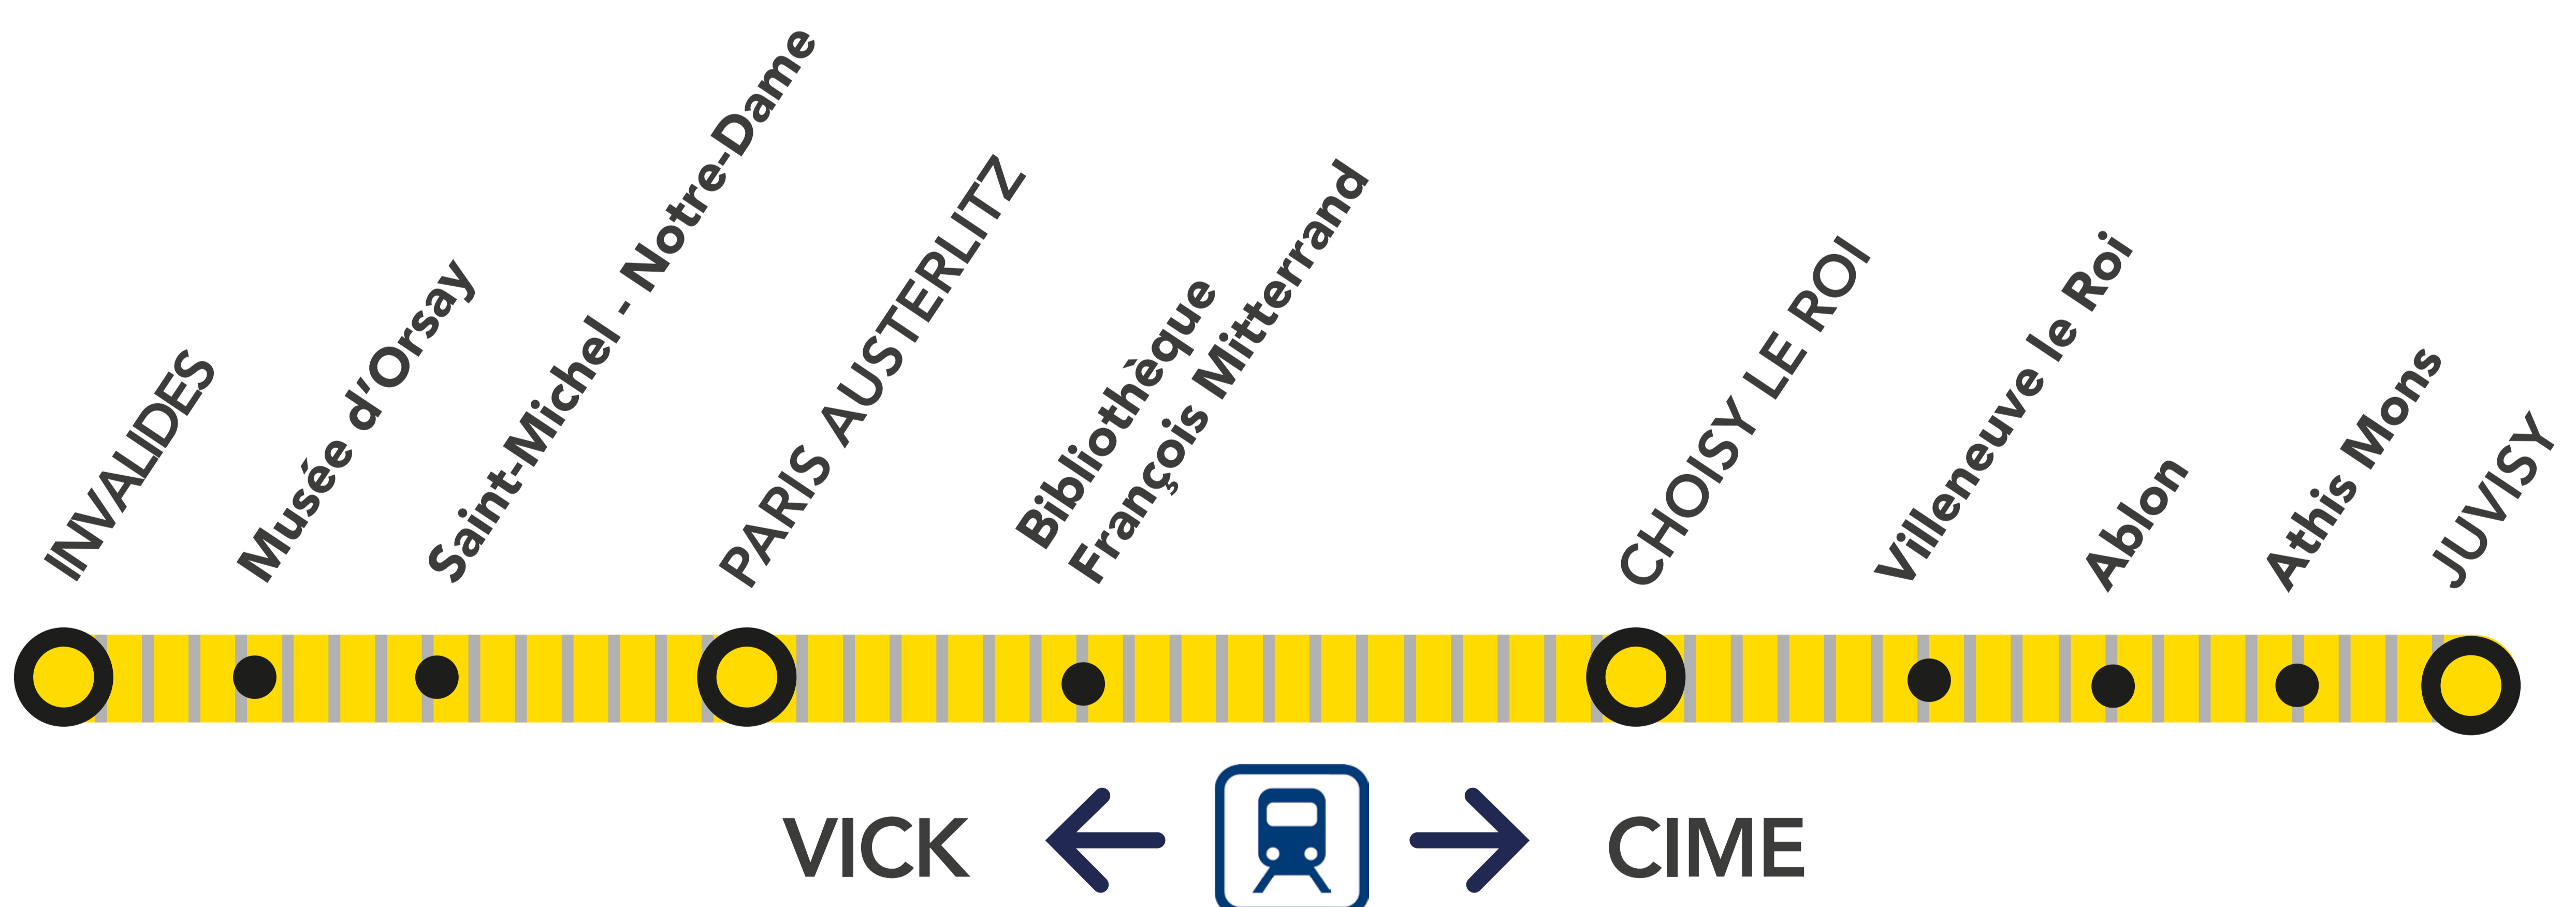 INVALIDES
Musée d'Orsay
Saint-Michel - Notre-Dame
PARIS AUSTERLITZ
Bibliothèque
François Mitterrand
CHOISY LE ROI
Villeneuve le Roi
Ablon
Athis Mons
JUVISY
VICK
CIME